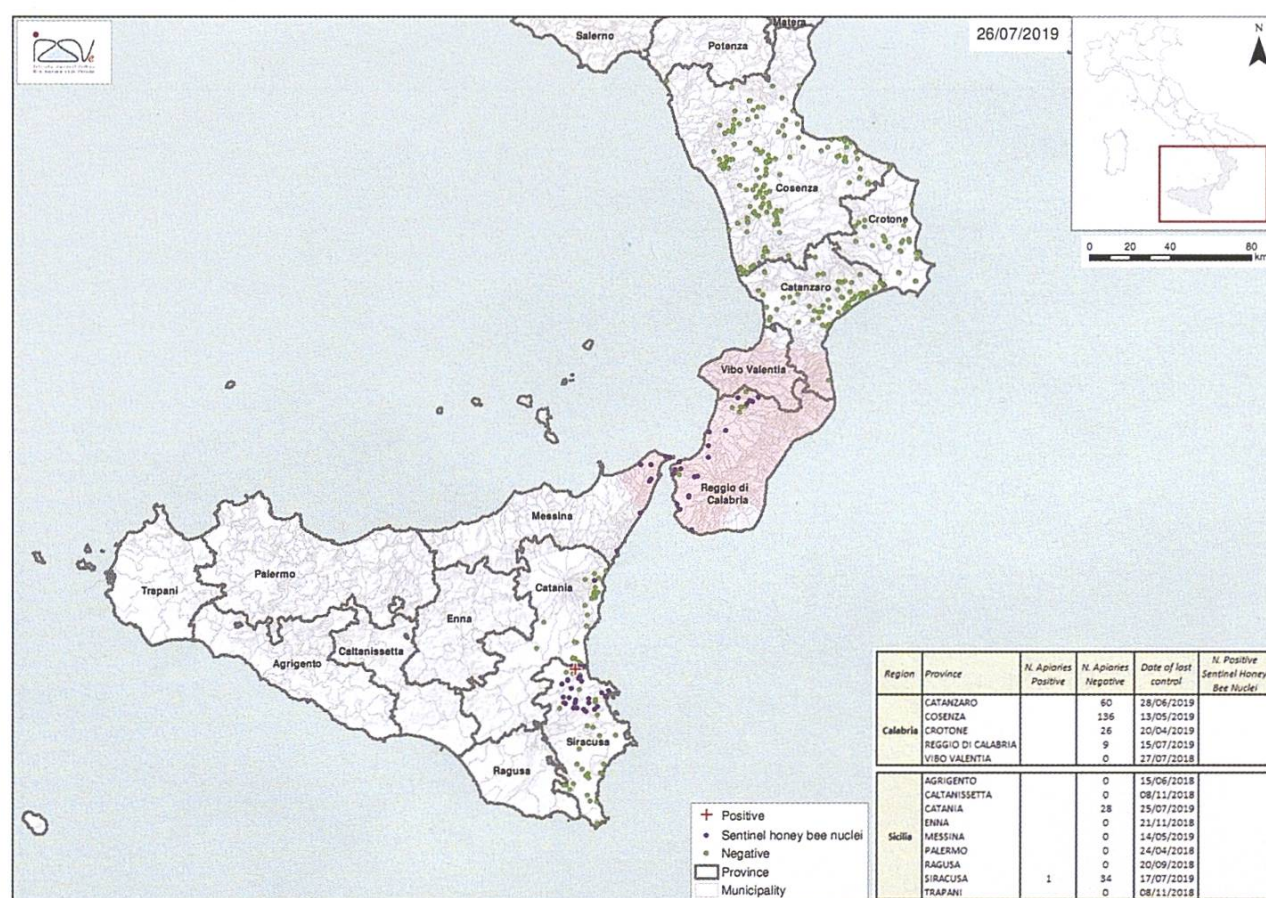 IZSVe
26/07/2019
N
0 20 40 80
km
Salerno
Potenza
Matera
Cosenza
Crotone
Catanzaro
Vibo Valentia
Reggio di
Calabria
Messina
Palermo
Trapani
Catania
Enna
Caltanissetta
Agrigento
Siracusa
Ragusa
Positive
Sentinel honey bee nuclei
Negative
Province
Municipality
Region Province N. Apiaries Positive N. Apiaries Negative Date of last control N. Positive Sentinel Honey Bee Nuclei
Calabria
CATANZARO 60 28/06/2019
COSENZA 136 13/05/2019
CROTONE 26 20/04/2019
REGGIO DI CALABRIA 9 15/07/2019
VIBO VALENTIA 0 27/07/2018
Sicilia
AGRIGENTO 0 15/06/2018
CALTANISSETTA 0 08/11/2018
CATANIA 28 25/07/2019
ENNA 0 21/11/2018
MESSINA 0 14/05/2019
PALERMO 0 24/04/2018
RAGUSA 0 20/09/2018
SIRACUSA 1 34 17/07/2019
TRAPANI 0 08/11/2018